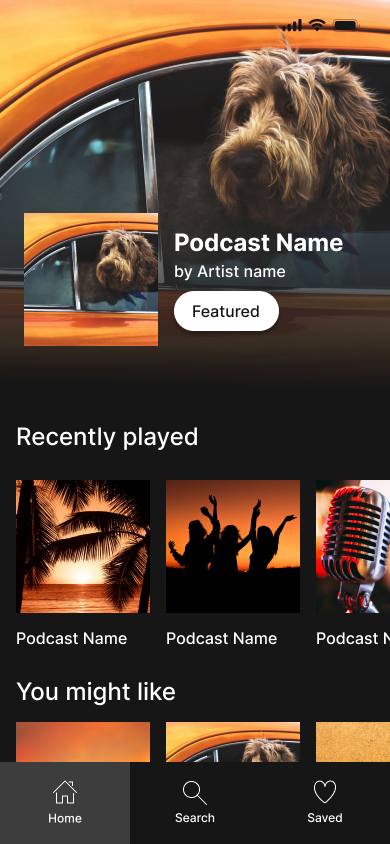 Podcast Name
by Artist name
Featured
Recently played
Podcast Name
Podcast Name
Podcast N
You might like
Home
Search
Saved